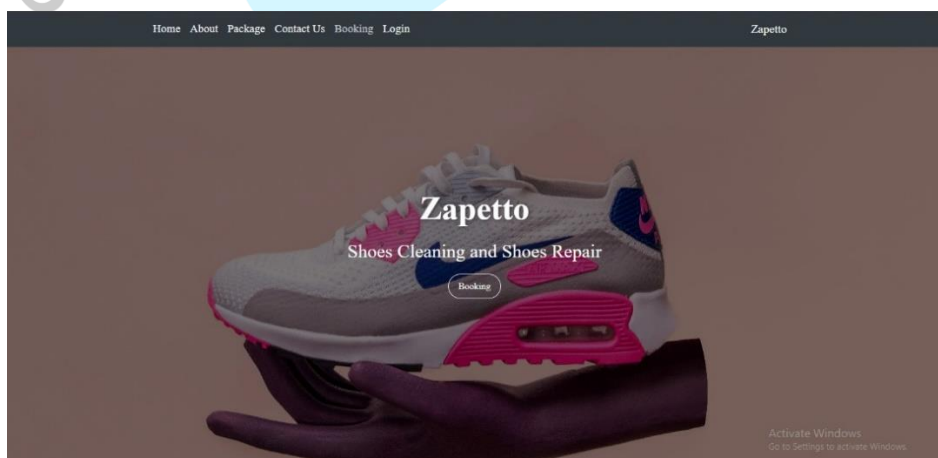 Home About Package Contact Us Booking Login
Zapetto
Zapetto
Shoes Cleaning and Shoes Repair
Booking
Activate Windows
Go to Settings to activate Windows.